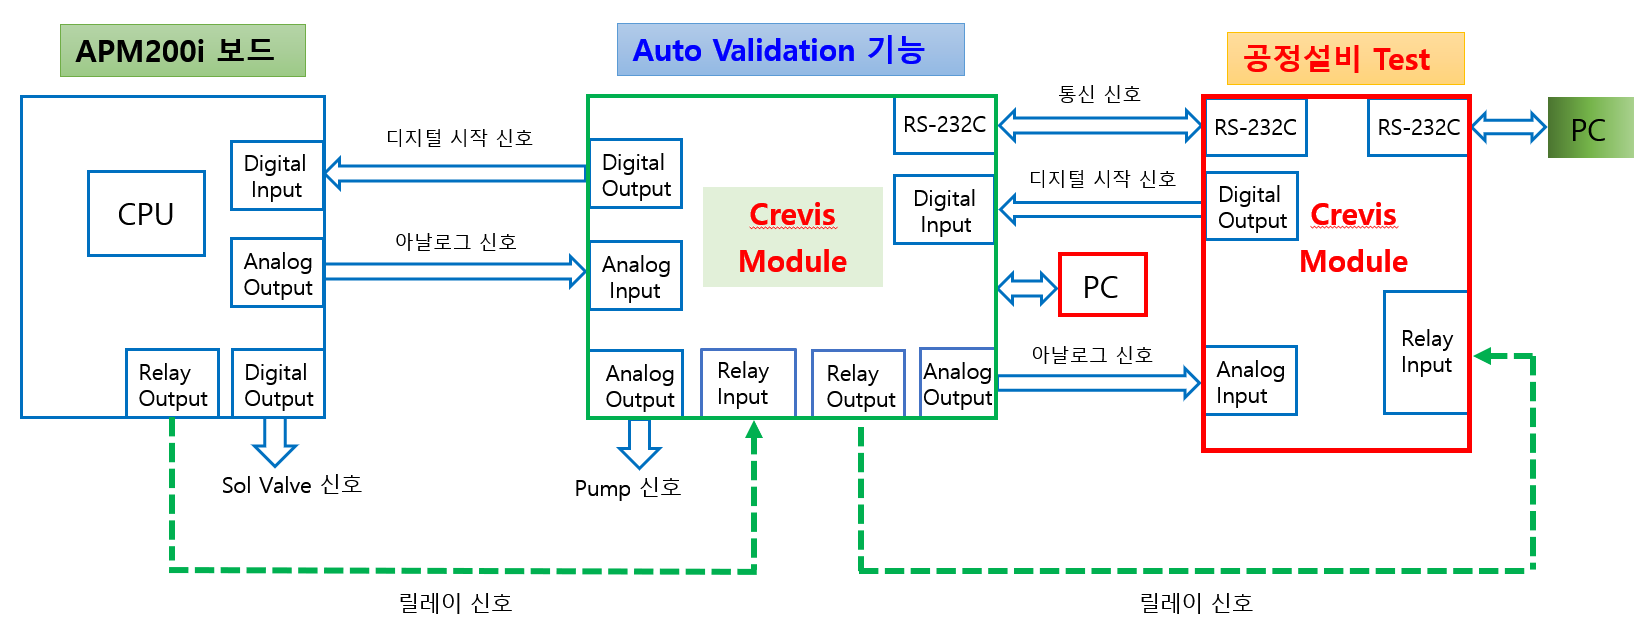 APM200i 보드
Auto Validation 기능
공정설비 Test
CPU
Digital
Input
Analog
Output
Relay
Output
Digital
Output
Sol Valve 신호
디지털 시작 신호
아날로그 신호
릴레이 신호
Digital
Output
Analog
Input
Analog
Output
Relay
Input
Relay
Output
Analog
Output
RS-232C
Digital
Input
Crevis
Module
Pump 신호
통신 신호
디지털 시작 신호
PC
아날로그 신호
릴레이 신호
RS-232C
RS-232C
Digital
Output
Crevis
Module
Analog
Input
Relay
Input
PC